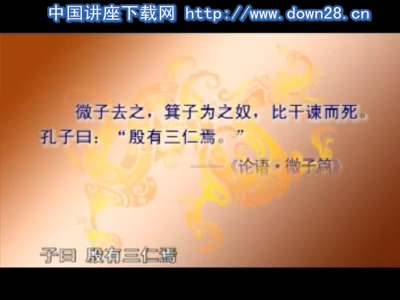 中国讲座下载网 http://www.down28.cn
微子去之，箕子为之奴，比干谏而死。
孔子曰：“殷有三仁焉。”
——《论语·微子篇》
子曰 殷有三仁焉